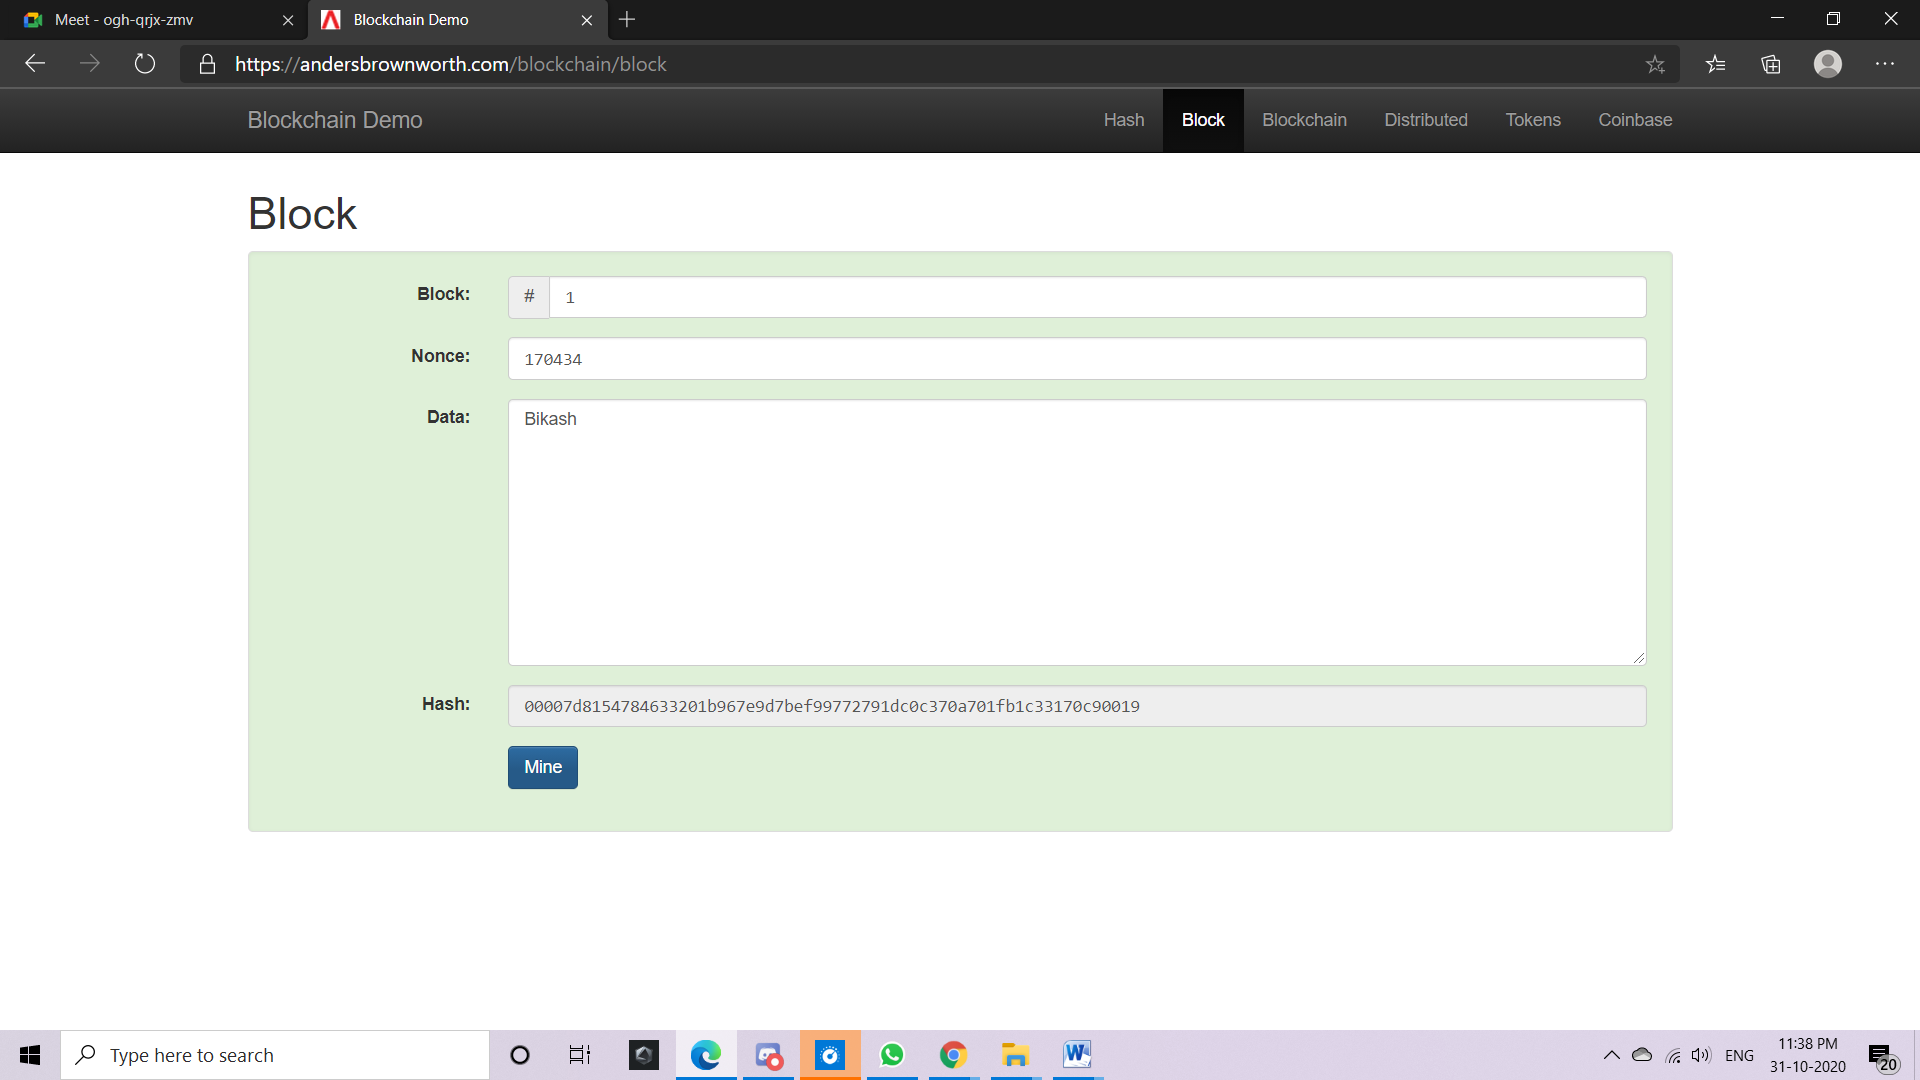 Meet - ogh-qrjx-zmv
Blockchain Demo
https://andersbrownworth.com/blockchain/block
Blockchain Demo
Hash
Block
Blockchain
Distributed
Tokens
Coinbase
Block
Block:
#
1
Nonce:
170434
Data:
Bikash
Hash:
00007d8154784633201b967e9d7bef99772791dc0c370a701fb1c33170c90019
Mine
Type here to search
ENG
11:38 PM
31-10-2020
20